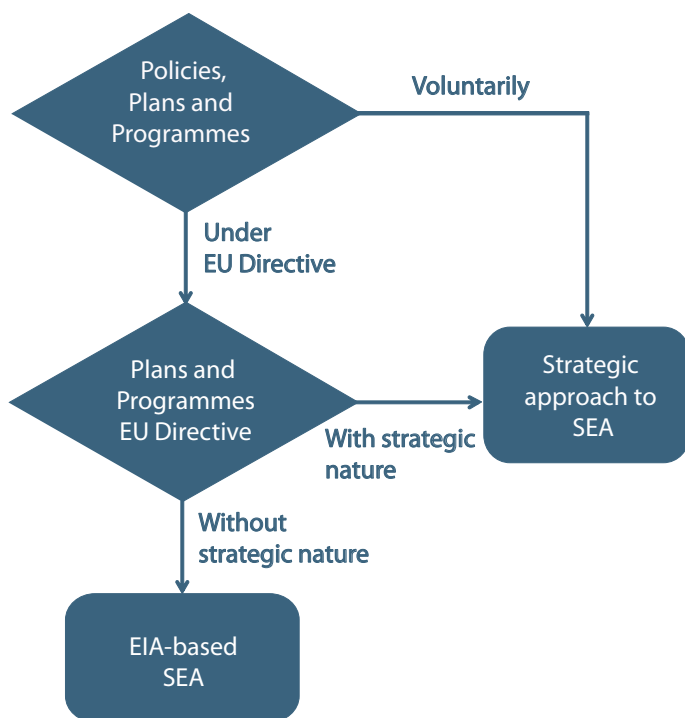 Policies,
Plans and
Programmes
Voluntarily
Under
EU Directive
Plans and
Programmes
EU Directive
With strategic
nature
Strategic
approach to
SEA
Without
strategic nature
EIA-based
SEA